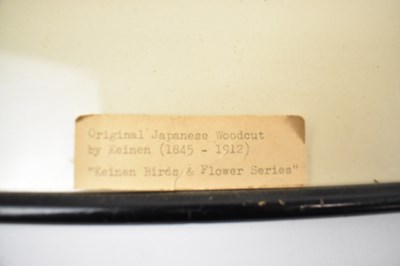 Original Japanese Woodcut
by Keinen (1845 - 1912)
"Keinen Birds & Flower Series"